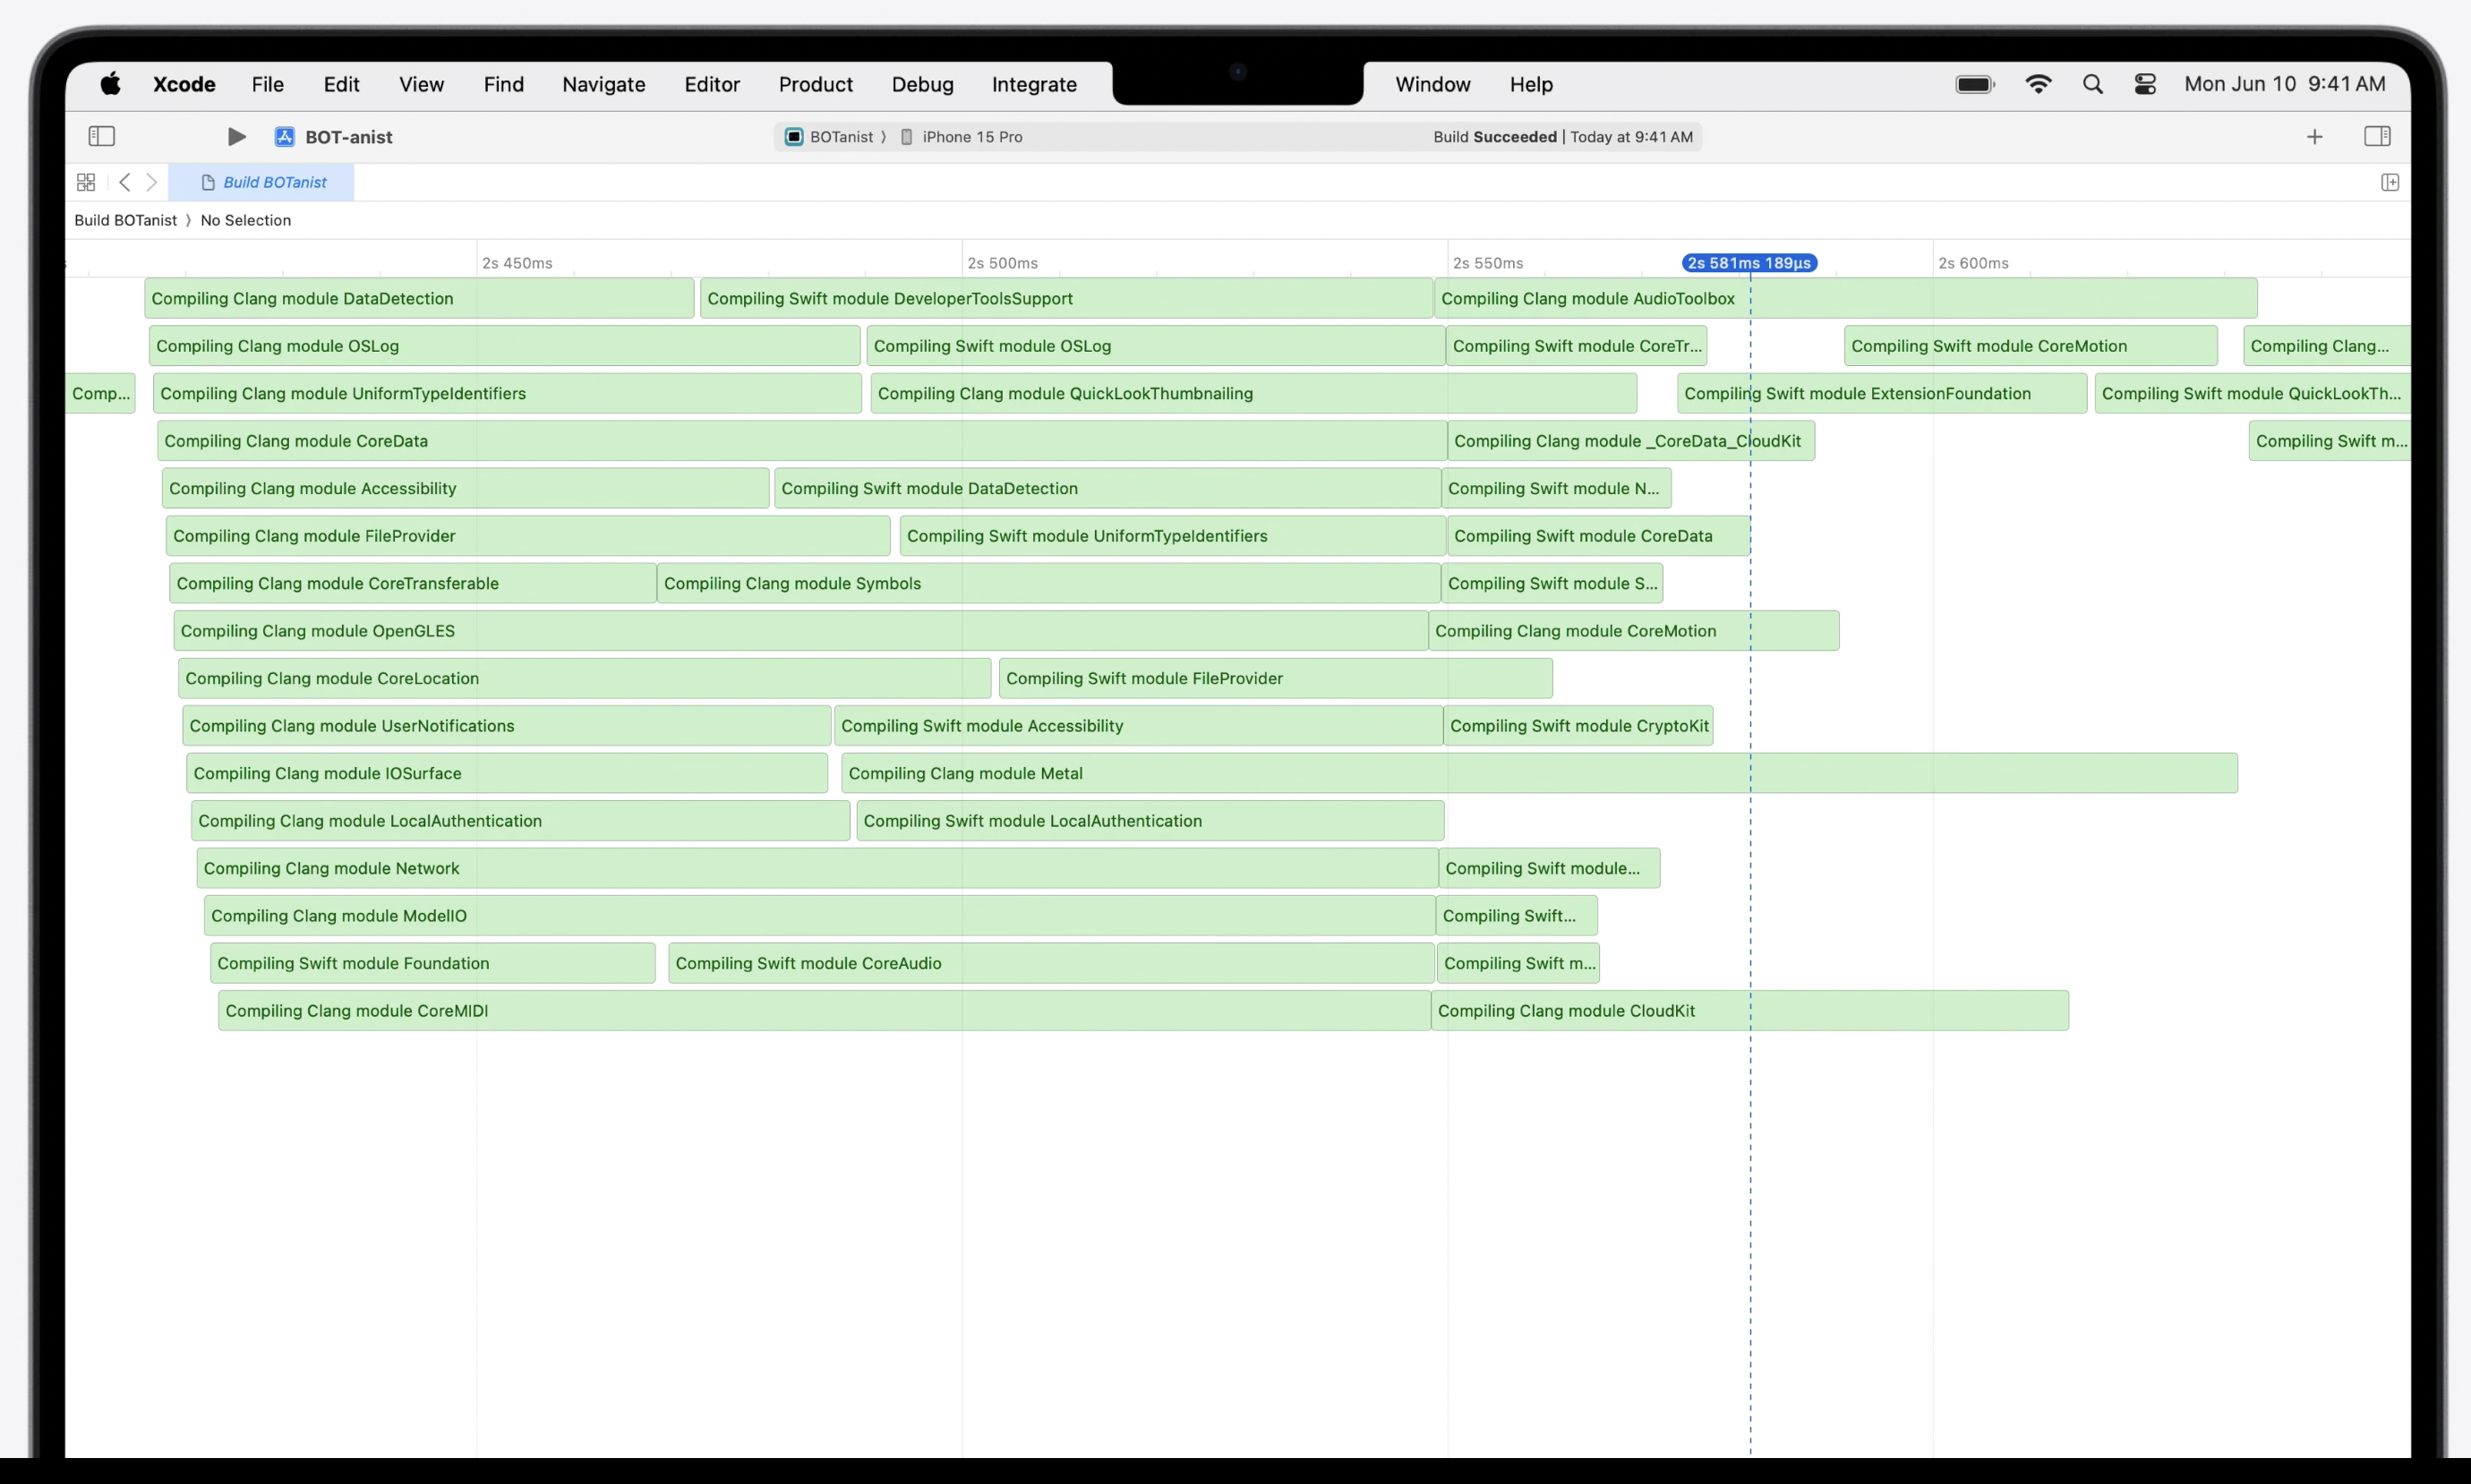 Xcode File Edit View Find Navigate Editor Product Debug Integrate Window Help Mon Jun 10 9:41 AM
BOT-anist BOTanist 〉 iPhone 15 Pro Build Succeeded | Today at 9:41 AM
Build BOTanist
Build BOTanist 〉 No Selection
2s 450ms 2s 500ms 2s 550ms 2s 581ms 189µs 2s 600ms
Compiling Clang module DataDetection Compiling Swift module DeveloperToolsSupport Compiling Clang module AudioToolbox
Compiling Clang module OSLog Compiling Swift module OSLog Compiling Swift module CoreTr... Compiling Swift module CoreMotion Compiling Clang...
Comp... Compiling Clang module UniformTypeIdentifiers Compiling Clang module QuickLookThumbnailing Compiling Swift module ExtensionFoundation Compiling Swift module QuickLookTh...
Compiling Clang module CoreData Compiling Clang module _CoreData_CloudKit Compiling Swift m...
Compiling Clang module Accessibility Compiling Swift module DataDetection Compiling Swift module N...
Compiling Clang module FileProvider Compiling Swift module UniformTypeIdentifiers Compiling Swift module CoreData
Compiling Clang module CoreTransferable Compiling Clang module Symbols Compiling Swift module S...
Compiling Clang module OpenGLES Compiling Clang module CoreMotion
Compiling Clang module CoreLocation Compiling Swift module FileProvider
Compiling Clang module UserNotifications Compiling Swift module Accessibility Compiling Swift module CryptoKit
Compiling Clang module IOSurface Compiling Clang module Metal
Compiling Clang module LocalAuthentication Compiling Swift module LocalAuthentication
Compiling Clang module Network Compiling Swift module...
Compiling Clang module ModelIO Compiling Swift...
Compiling Swift module Foundation Compiling Swift module CoreAudio Compiling Swift m...
Compiling Clang module CoreMIDI Compiling Clang module CloudKit